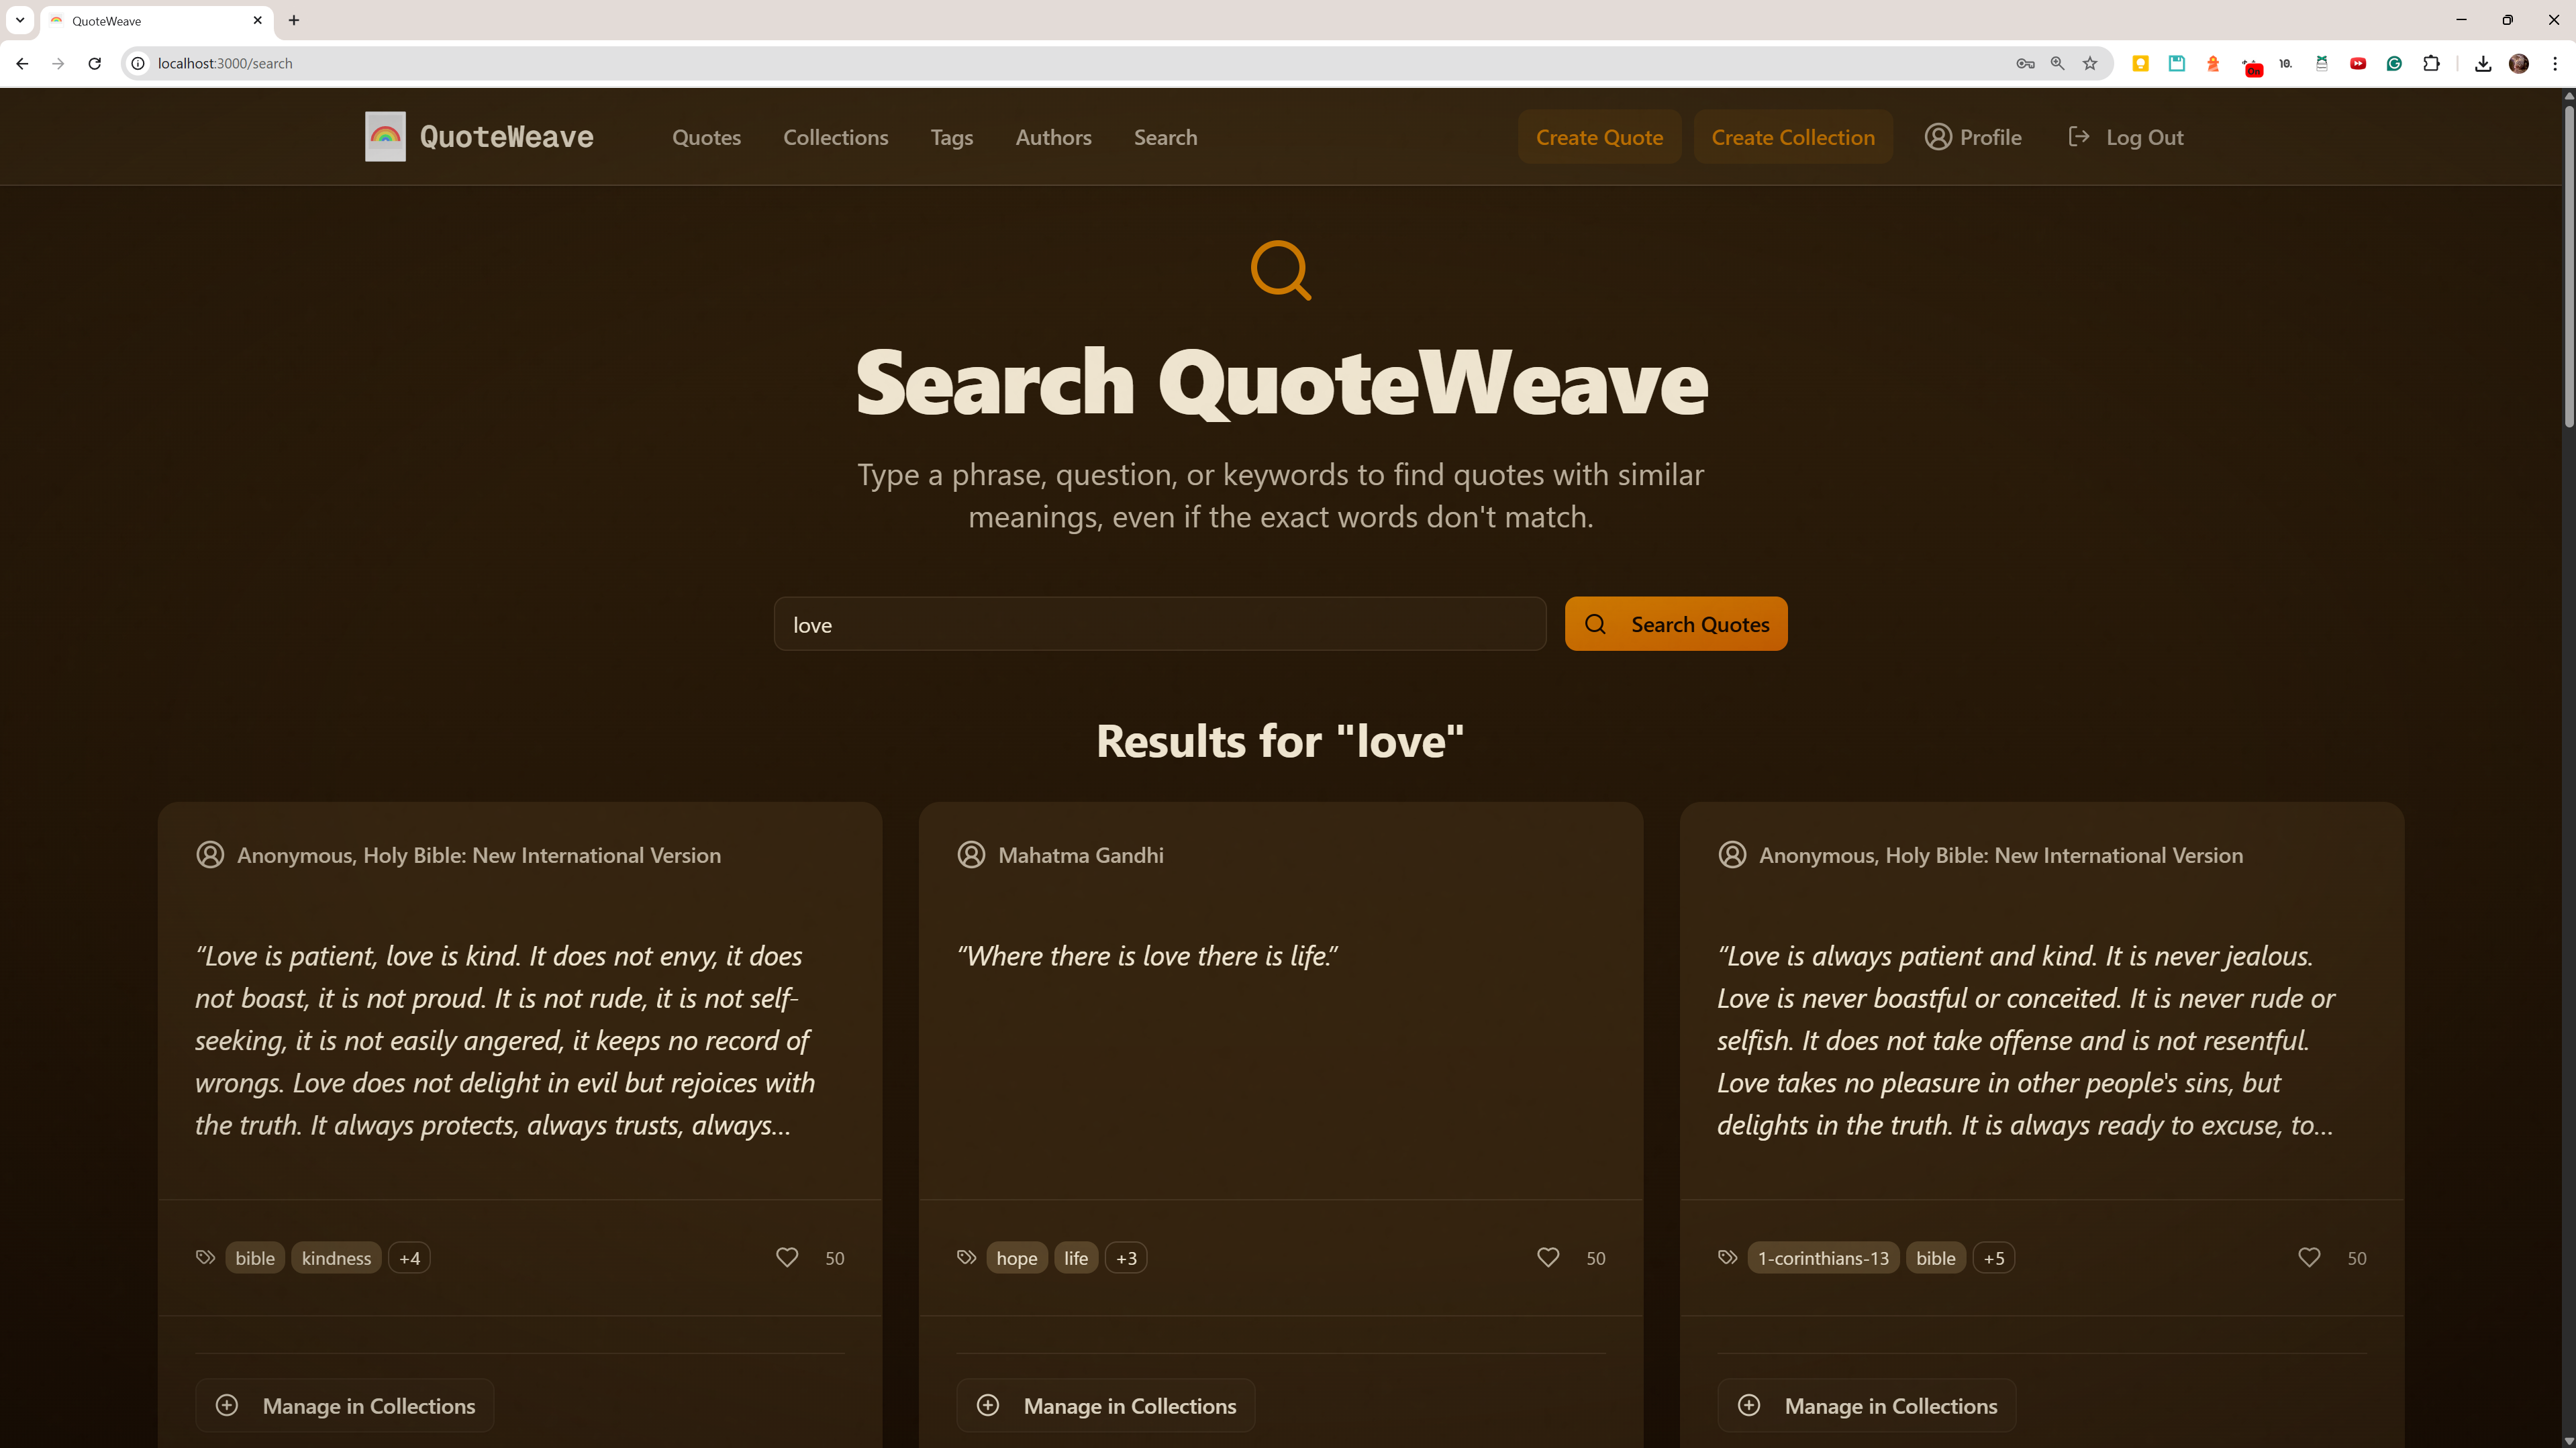 QuoteWeave
localhost:3000/search
On
10.
QuoteWeave
Quotes
Collections
Tags
Authors
Search
Create Quote
Create Collection
Profile
Log Out
Search QuoteWeave
Type a phrase, question, or keywords to find quotes with similar
meanings, even if the exact words don't match.
love
Search Quotes
Results for "love"
Anonymous, Holy Bible: New International Version
“Love is patient, love is kind. It does not envy, it does
not boast, it is not proud. It is not rude, it is not self-
seeking, it is not easily angered, it keeps no record of
wrongs. Love does not delight in evil but rejoices with
the truth. It always protects, always trusts, always...
bible
kindness
+4
50
Manage in Collections
Mahatma Gandhi
“Where there is love there is life.”
hope
life
+3
50
Manage in Collections
Anonymous, Holy Bible: New International Version
“Love is always patient and kind. It is never jealous.
Love is never boastful or conceited. It is never rude or
selfish. It does not take offense and is not resentful.
Love takes no pleasure in other people's sins, but
delights in the truth. It is always ready to excuse, to...
1-corinthians-13
bible
+5
50
Manage in Collections